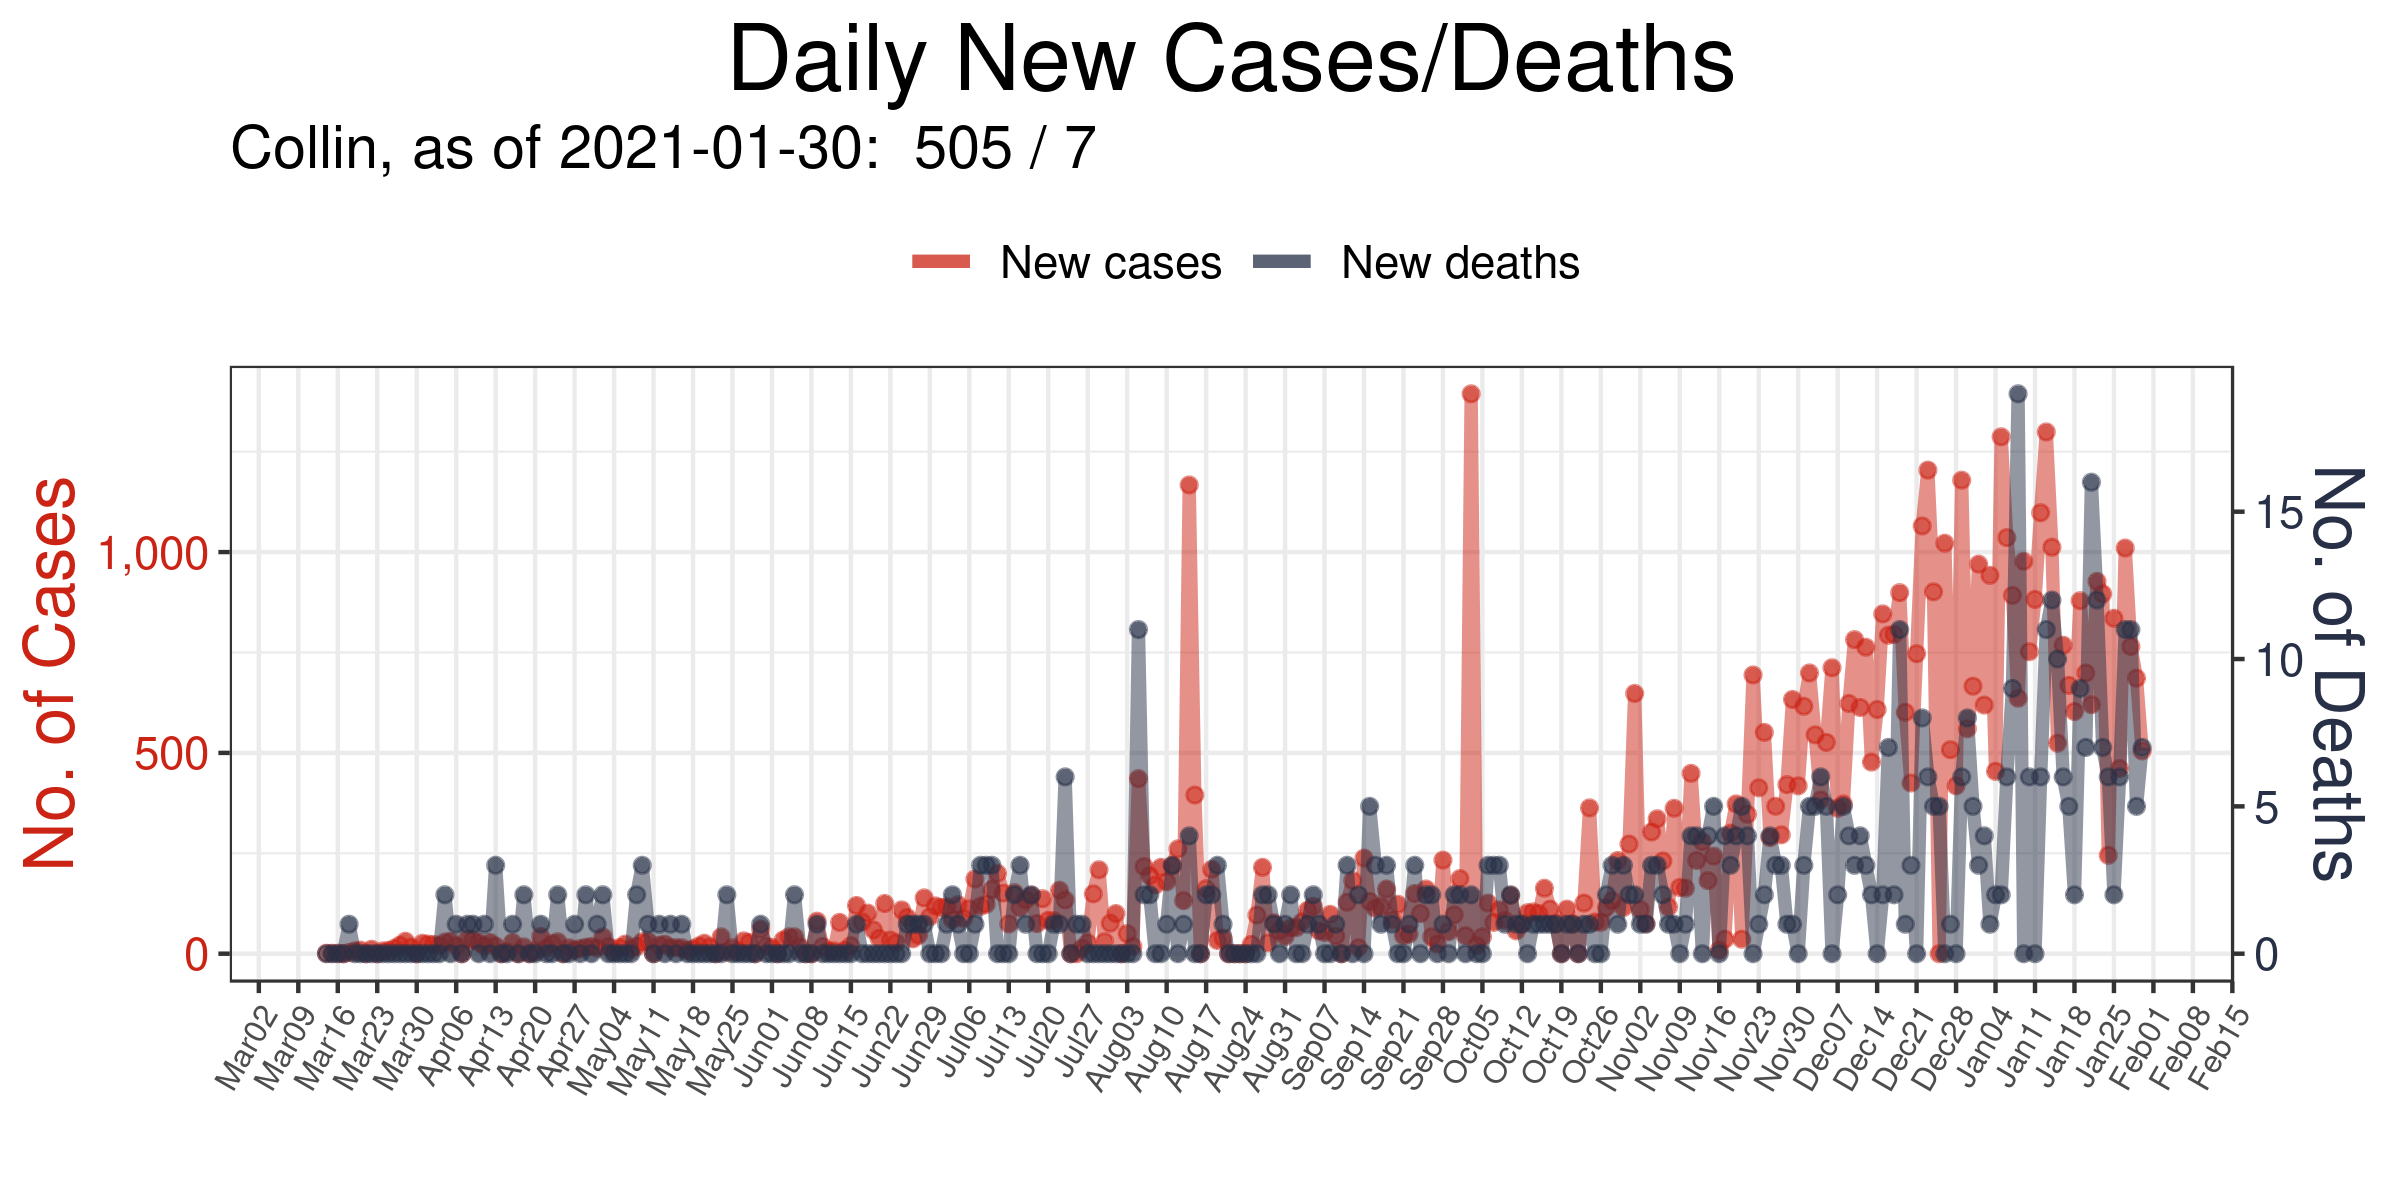 Daily New Cases/Deaths
Collin, as of 2021-01-30:  505 / 7
New cases
New deaths
No. of Cases
1,000
500
0
15
10
5
0
No. of Deaths
Mar02
Mar09
Mar16
Mar23
Mar30
Apr06
Apr13
Apr20
Apr27
May04
May11
May18
May25
Jun01
Jun08
Jun15
Jun22
Jun29
Jul06
Jul13
Jul20
Jul27
Aug03
Aug10
Aug17
Aug24
Aug31
Sep07
Sep14
Sep21
Sep28
Oct05
Oct12
Oct19
Oct26
Nov02
Nov09
Nov16
Nov23
Nov30
Dec07
Dec14
Dec21
Dec28
Jan04
Jan11
Jan18
Jan25
Feb01
Feb08
Feb15